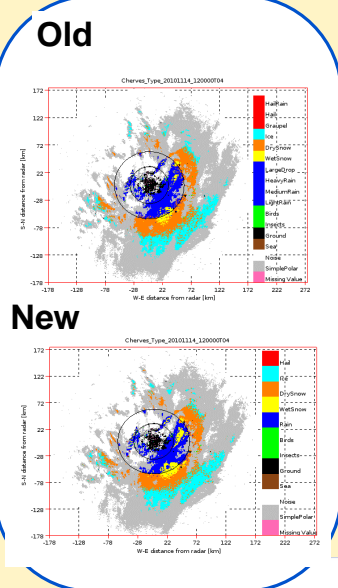 Old
Cherves_Type_20101114_120000T04
172
122
72
22
-28
-78
-128
-178
S-N distance from radar [km]
HailRain
Hail
Graupel
Ice
DrySnow
WetSnow
LargeDrop
HeavyRain
MediumRain
LightRain
Birds
Insects
Ground
Sea
Noise
SimplePolar
Missing Value
-178 -128 -78 -28 22 72 122 172 222 272
W-E distance from radar [km]
New
Cherves_Type_20101114_120000T04
172
122
72
22
-28
-78
-128
-178
S-N distance from radar [km]
Hail
Ice
DrySnow
WetSnow
Rain
Birds
Insects
Ground
Sea
Noise
SimplePolar
Missing Value
-178 -128 -78 -28 22 72 122 172 222 272
W-E distance from radar [km]